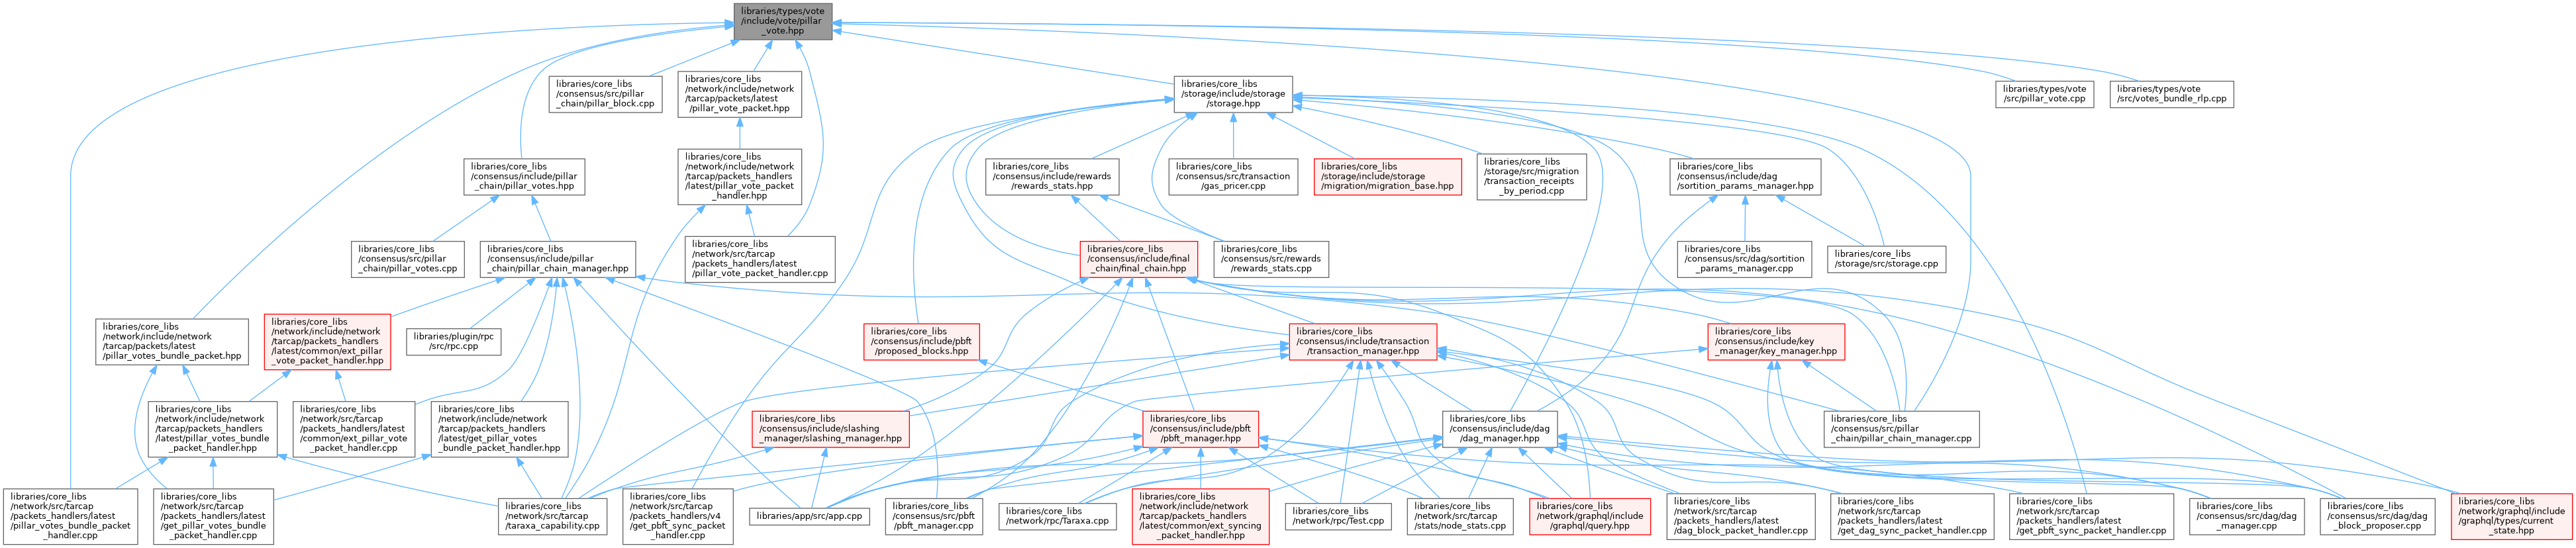 libraries/types/vote
/include/vote/pillar
_vote.hpp
libraries/core_libs
/consensus/src/pillar
_chain/pillar_block.cpp
libraries/core_libs
/network/include/network
/tarcap/packets/latest
/pillar_vote_packet.hpp
libraries/core_libs
/storage/include/storage
/storage.hpp
libraries/types/vote
/src/pillar_vote.cpp
libraries/types/vote
/src/votes_bundle_rlp.cpp
libraries/core_libs
/consensus/include/pillar
_chain/pillar_votes.hpp
libraries/core_libs
/network/include/network
/tarcap/packets_handlers
/latest/pillar_vote_packet
_handler.hpp
libraries/core_libs
/consensus/include/rewards
/rewards_stats.hpp
libraries/core_libs
/consensus/src/transaction
/gas_pricer.cpp
libraries/core_libs
/storage/include/storage
/migration/migration_base.hpp
libraries/core_libs
/storage/src/migration
/transaction_receipts
_by_period.cpp
libraries/core_libs
/consensus/include/dag
/sortition_params_manager.hpp
libraries/core_libs
/consensus/src/pillar
_chain/pillar_votes.cpp
libraries/core_libs
/consensus/include/pillar
_chain/pillar_chain_manager.hpp
libraries/core_libs
/network/src/tarcap
/packets_handlers/latest
/pillar_vote_packet_handler.cpp
libraries/core_libs
/consensus/include/final
_chain/final_chain.hpp
libraries/core_libs
/consensus/src/rewards
/rewards_stats.cpp
libraries/core_libs
/consensus/src/dag/sortition
_params_manager.cpp
libraries/core_libs
/storage/src/storage.cpp
libraries/core_libs
/network/include/network
/tarcap/packets/latest
/pillar_votes_bundle_packet.hpp
libraries/core_libs
/network/include/network
/tarcap/packets_handlers
/latest/common/ext_pillar
_vote_packet_handler.hpp
libraries/plugin/rpc
/src/rpc.cpp
libraries/core_libs
/consensus/include/pbft
/proposed_blocks.hpp
libraries/core_libs
/consensus/include/transaction
/transaction_manager.hpp
libraries/core_libs
/consensus/include/key
_manager/key_manager.hpp
libraries/core_libs
/network/include/network
/tarcap/packets_handlers
/latest/pillar_votes_bundle
_packet_handler.hpp
libraries/core_libs
/network/src/tarcap
/packets_handlers/latest
/common/ext_pillar_vote
_packet_handler.cpp
libraries/core_libs
/network/include/network
/tarcap/packets_handlers
/latest/get_pillar_votes
_bundle_packet_handler.hpp
libraries/core_libs
/consensus/include/slashing
_manager/slashing_manager.hpp
libraries/core_libs
/consensus/include/pbft
/pbft_manager.hpp
libraries/core_libs
/consensus/include/dag
/dag_manager.hpp
libraries/core_libs
/consensus/src/pillar
_chain/pillar_chain_manager.cpp
libraries/core_libs
/network/src/tarcap
/packets_handlers/latest
/pillar_votes_bundle_packet
_handler.cpp
libraries/core_libs
/network/src/tarcap
/packets_handlers/latest
/get_pillar_votes_bundle
_packet_handler.cpp
libraries/core_libs
/network/src/tarcap
/taraxa_capability.cpp
libraries/core_libs
/network/src/tarcap
/packets_handlers/v4
/get_pbft_sync_packet
_handler.cpp
libraries/app/src/app.cpp
libraries/core_libs
/consensus/src/pbft
/pbft_manager.cpp
libraries/core_libs
/network/rpc/Taraxa.cpp
libraries/core_libs
/network/include/network
/tarcap/packets_handlers
/latest/common/ext_syncing
_packet_handler.hpp
libraries/core_libs
/network/rpc/Test.cpp
libraries/core_libs
/network/src/tarcap
/stats/node_stats.cpp
libraries/core_libs
/network/graphql/include
/graphql/query.hpp
libraries/core_libs
/network/src/tarcap
/packets_handlers/latest
/dag_block_packet_handler.cpp
libraries/core_libs
/network/src/tarcap
/packets_handlers/latest
/get_dag_sync_packet_handler.cpp
libraries/core_libs
/network/src/tarcap
/packets_handlers/latest
/get_pbft_sync_packet_handler.cpp
libraries/core_libs
/consensus/src/dag/dag
_manager.cpp
libraries/core_libs
/consensus/src/dag/dag
_block_proposer.cpp
libraries/core_libs
/network/graphql/include
/graphql/types/current
_state.hpp